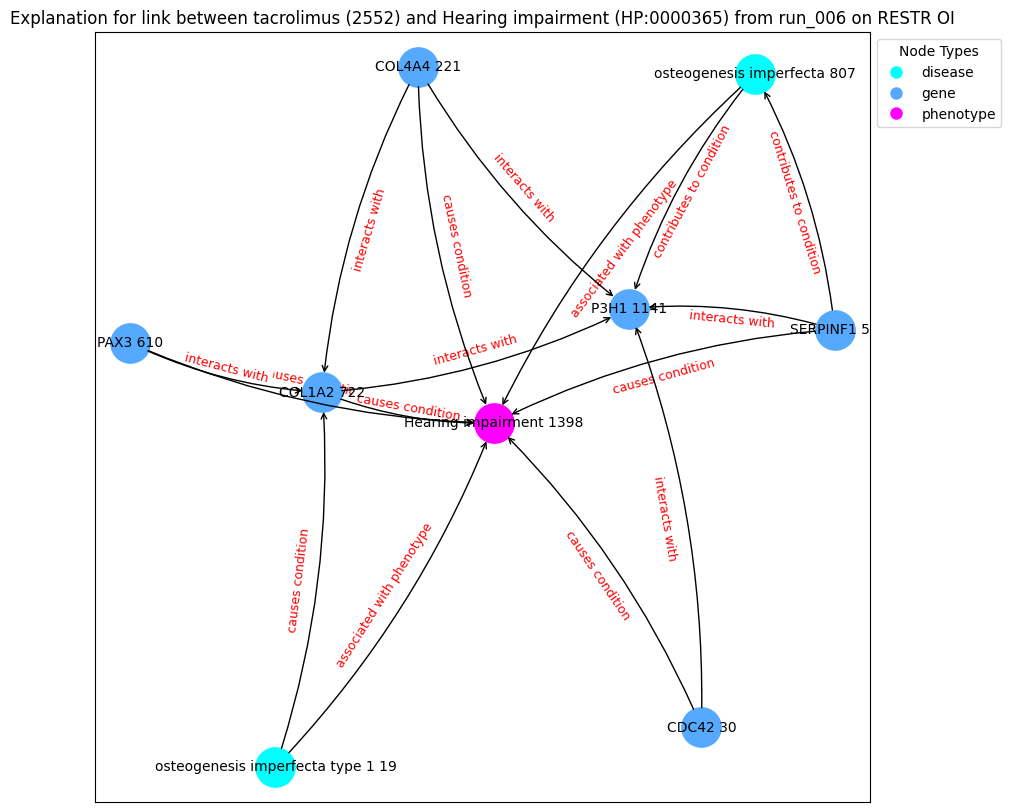 Explanation for link between tacrolimus (2552) and Hearing impairment (HP:0000365) from run_006 on RESTR OI
Node Types
disease
gene
phenotype
COL4A4 221
osteogenesis imperfecta 807
contributes to condition
interacts with
contributes to condition
interacts with
associated with phenotype
causes condition
P3H1 1141
interacts with
SERPINF1 5
PAX3 610
interacts with
interacts with
causes condition
COL1A2 722
causes condition
Hearing impairment 1398
interacts with
causes condition
causes condition
associated with phenotype
CDC42 30
osteogenesis imperfecta type 1 19